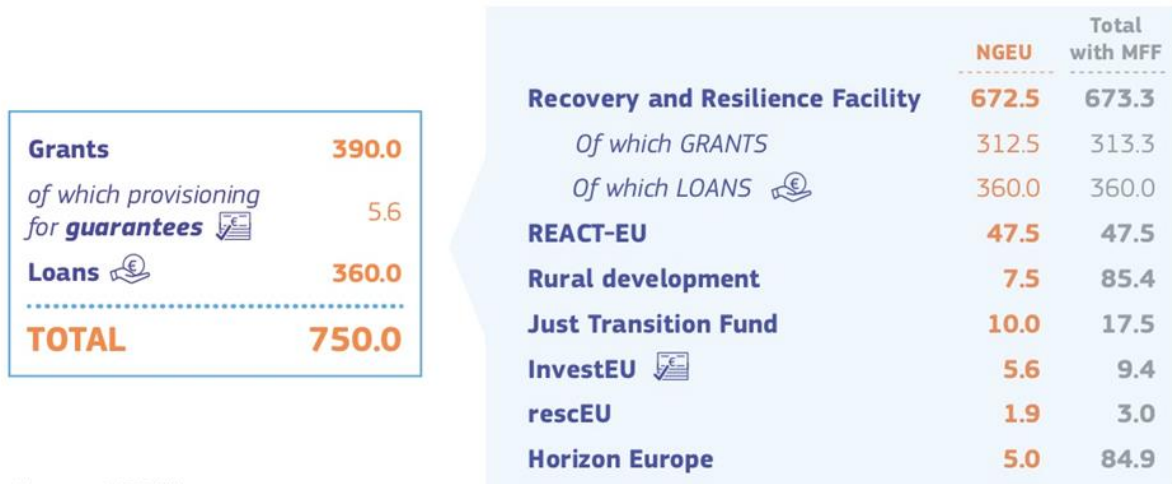 Grants 390.0
of which provisioning
for guarantees 5.6
Loans 360.0
TOTAL 750.0
Total
NGEU with MFF
Recovery and Resilience Facility 672.5 673.3
Of which GRANTS 312.5 313.3
Of which LOANS 360.0 360.0
REACT-EU 47.5 47.5
Rural development 7.5 85.4
Just Transition Fund 10.0 17.5
InvestEU 5.6 9.4
rescEU 1.9 3.0
Horizon Europe 5.0 84.9